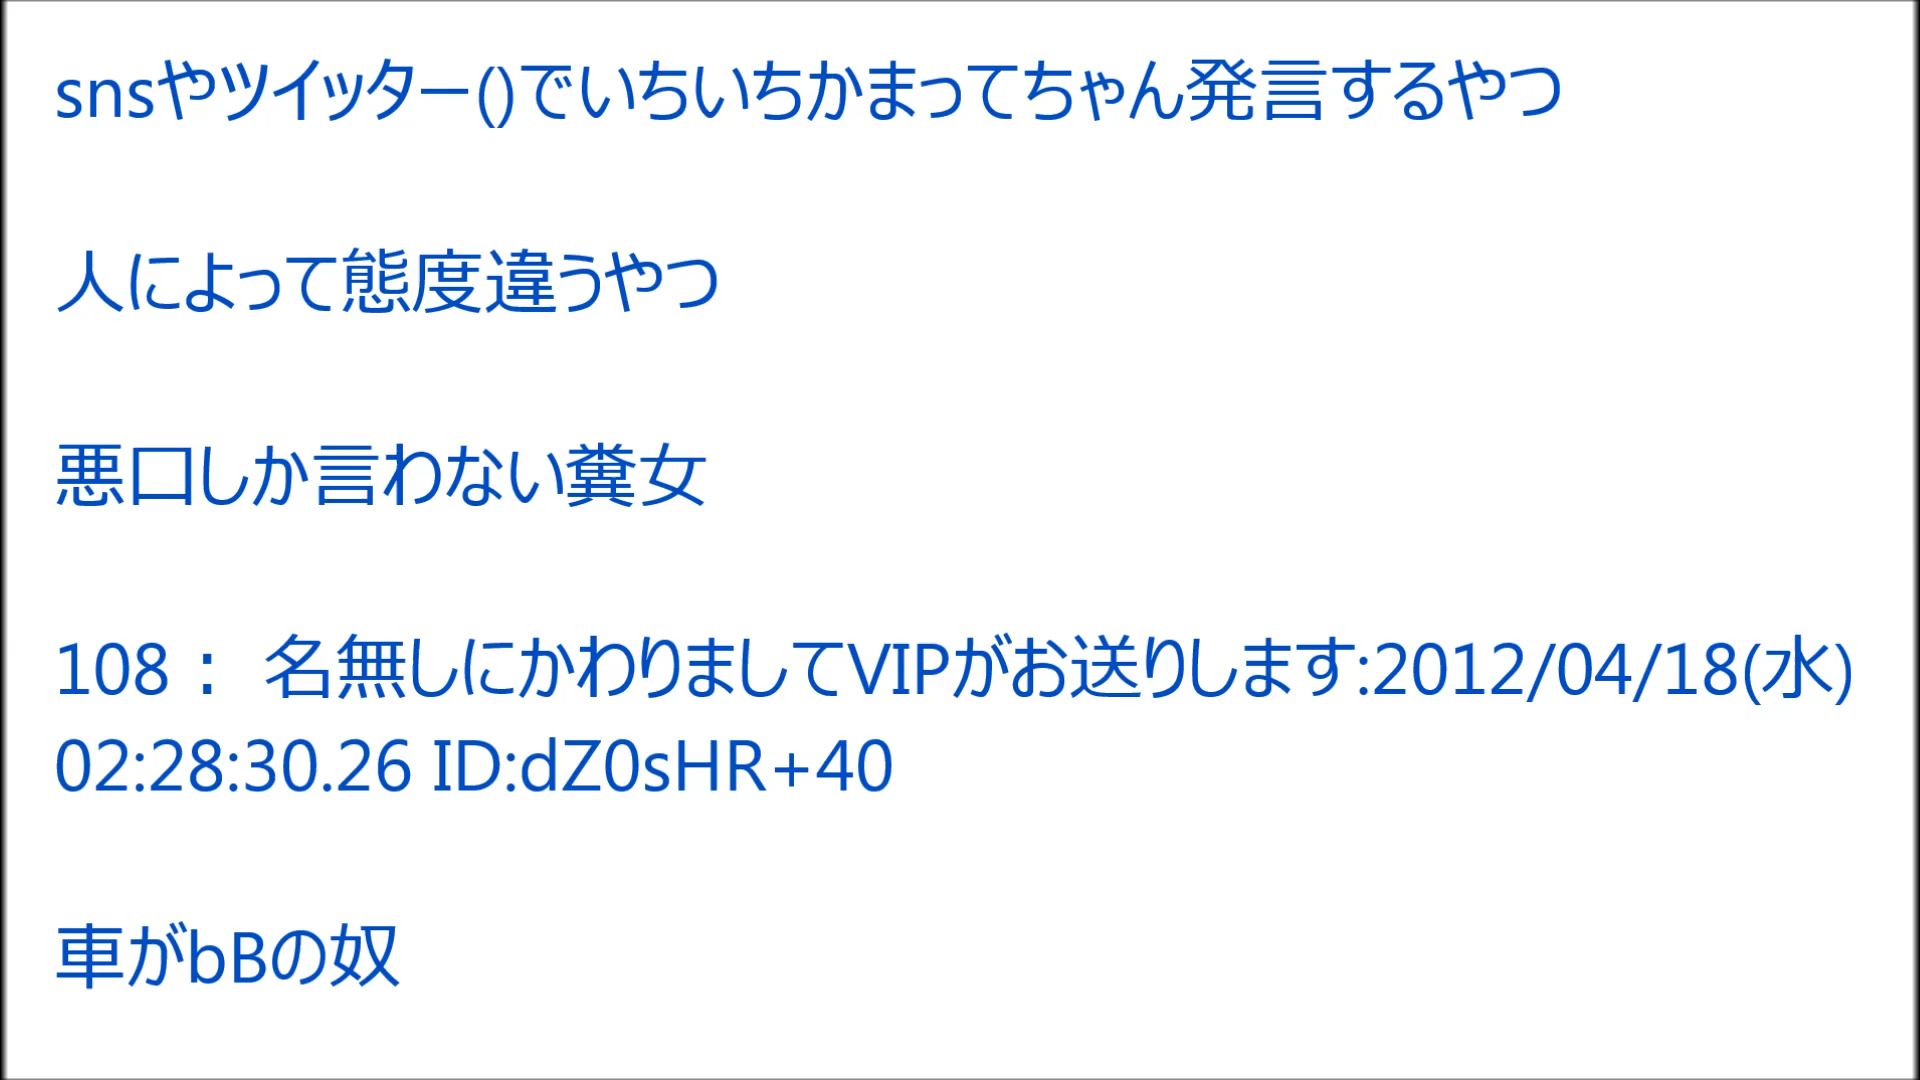 snsやツイッター()でいちいちかまってちゃん発言するやつ
人によって態度違うやつ
悪口しか言わない糞女
108： 名無しにかわりましてVIPがお送りします:2012/04/18(水)
02:28:30.26 ID:dZ0sHR+40
車がbBの奴